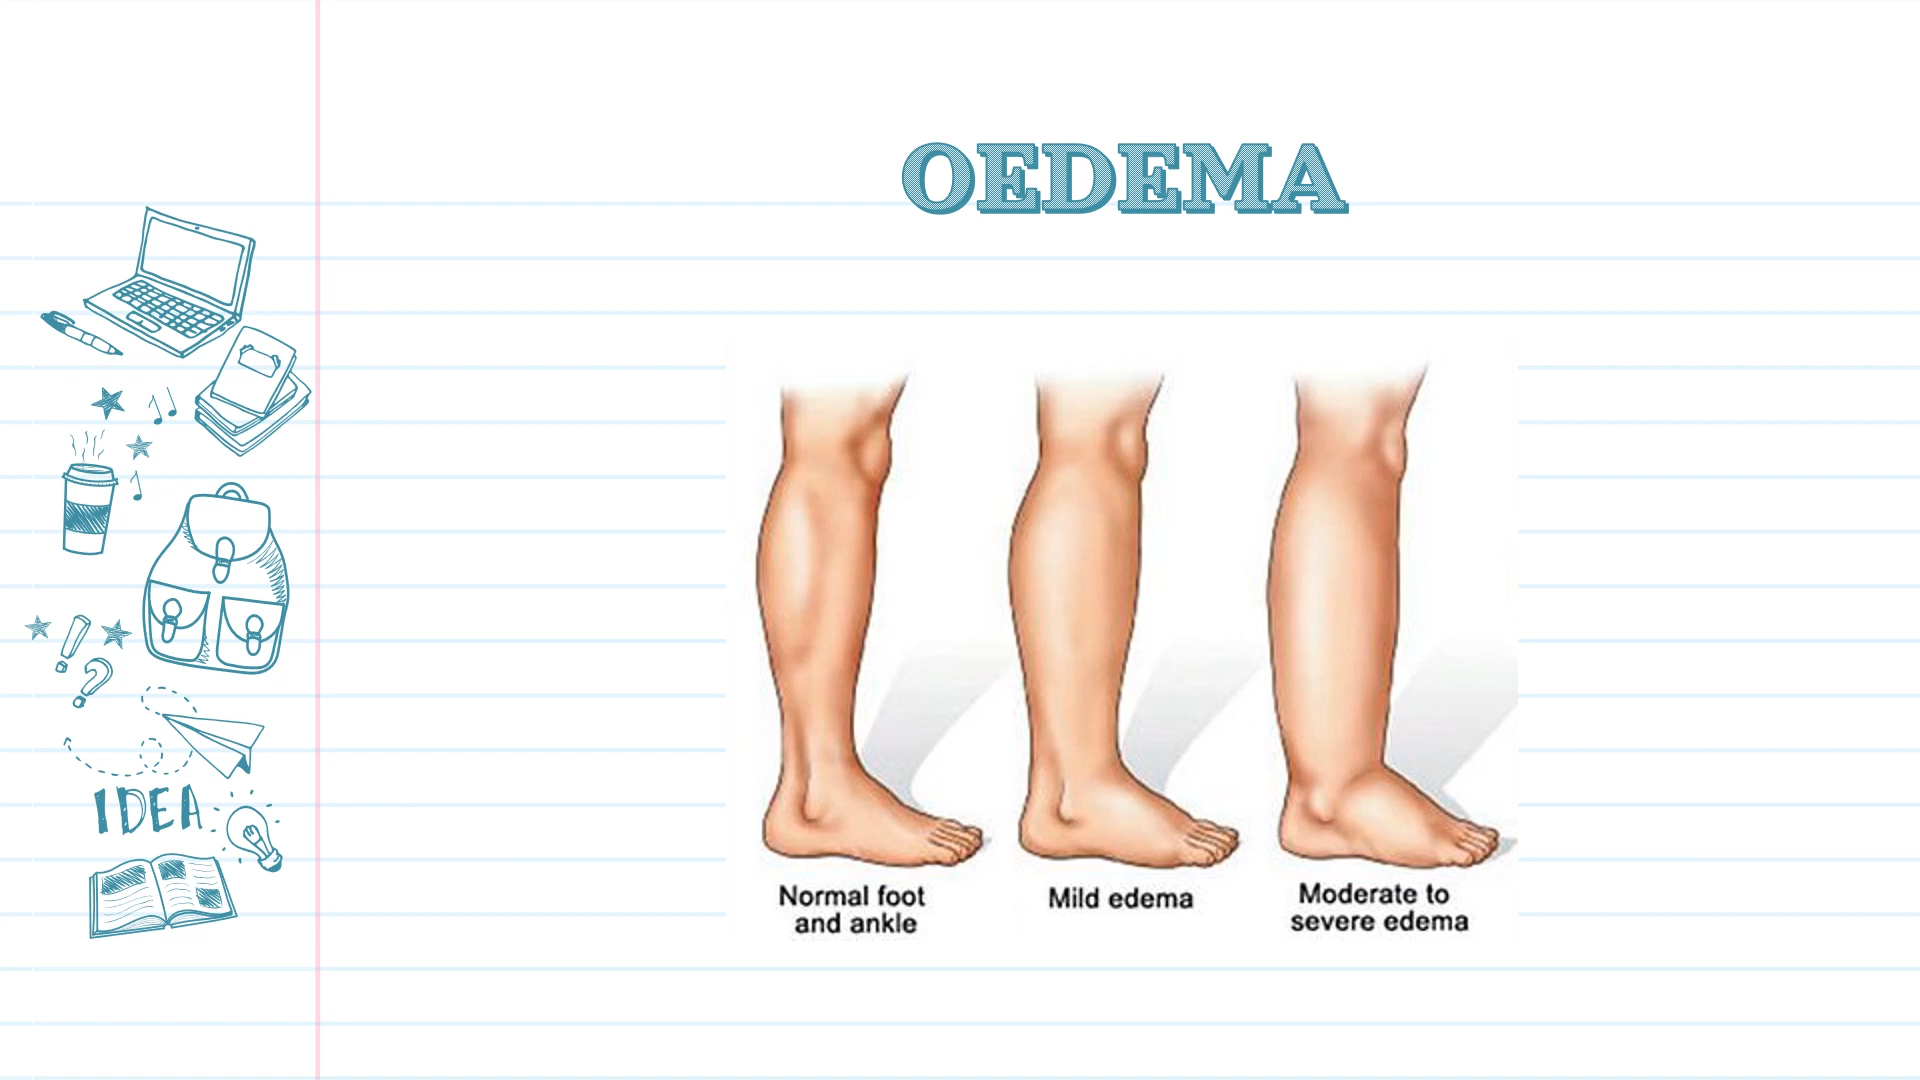 OEDEMA
IDEA
Normal foot
and ankle
Mild edema
Moderate to
severe edema